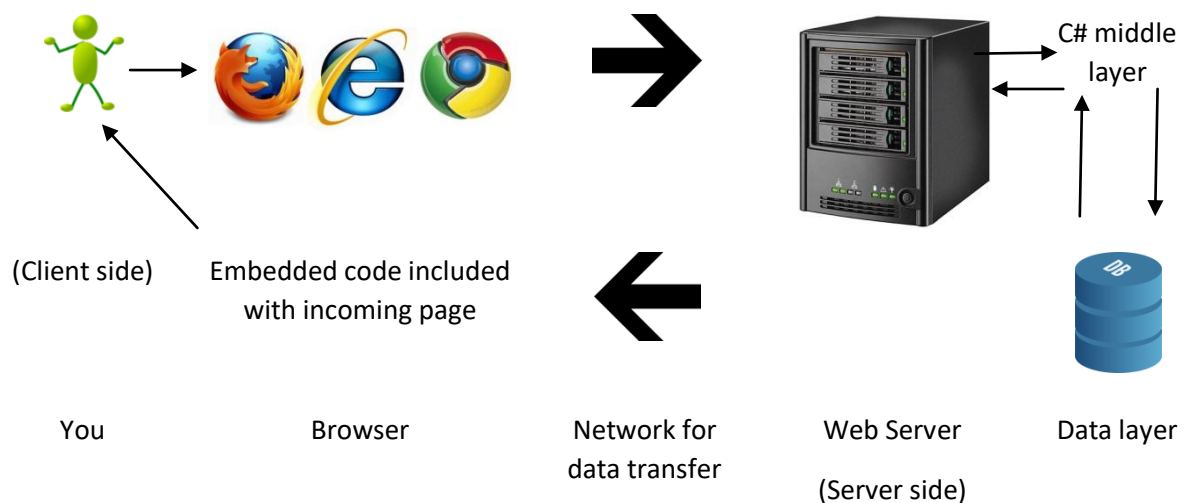 C# middle
layer
DB
(Client side)
Embedded code included
with incoming page
You
Browser
Network for
data transfer
Web Server
(Server side)
Data layer